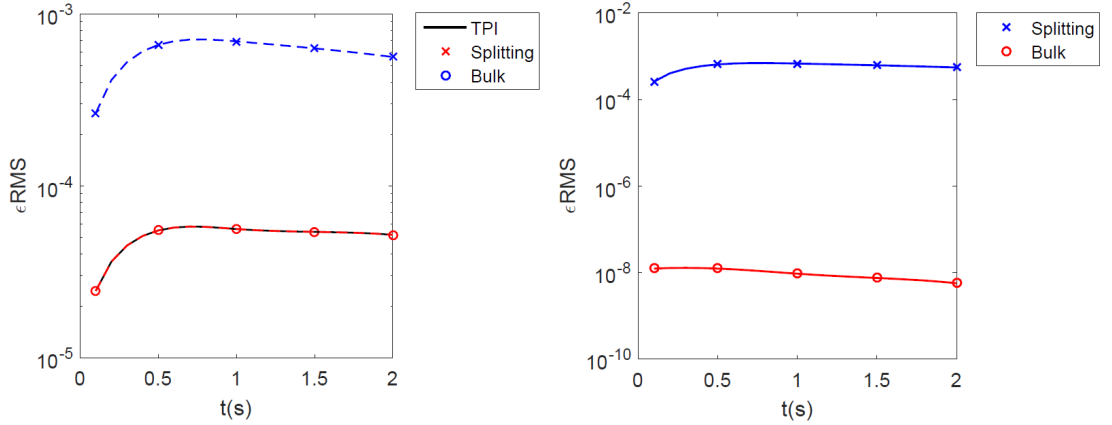 10^-3
10^-4
10^-5
ϵRMS
0 0.5 1 1.5 2
t(s)
TPI
Splitting
Bulk
10^-2
10^-4
10^-6
10^-8
10^-10
ϵRMS
0 0.5 1 1.5 2
t(s)
Splitting
Bulk